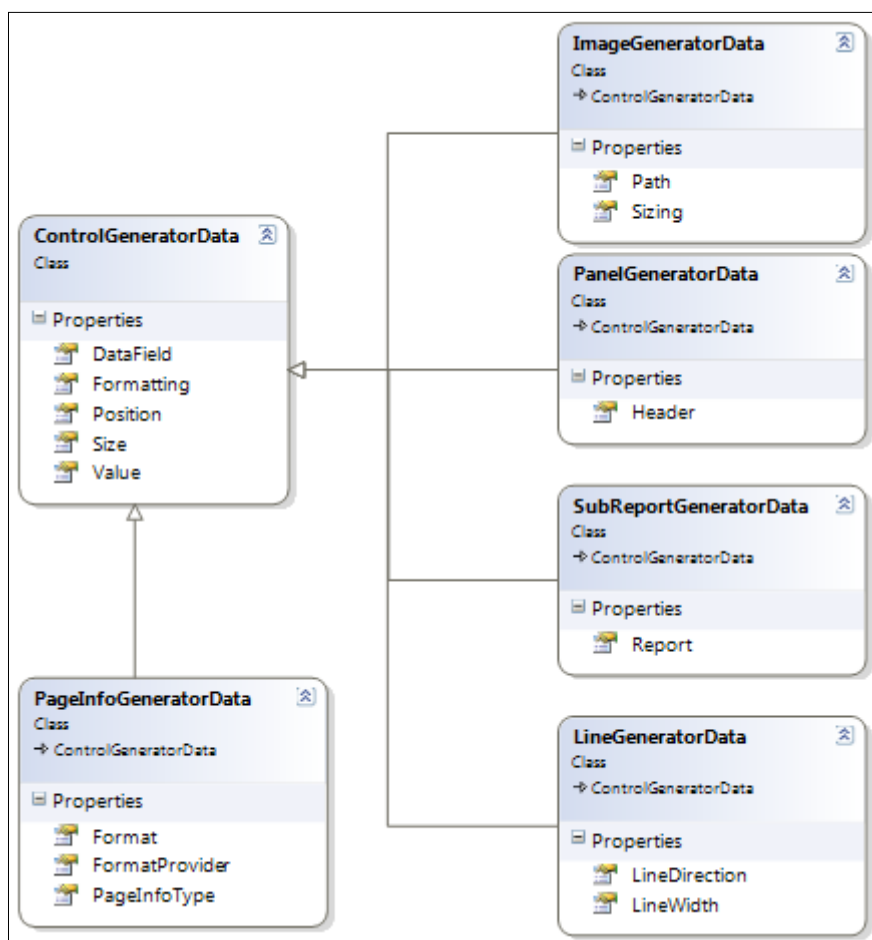 ControlGeneratorData
Class
Properties
DataField
Formatting
Position
Size
Value
PageInfoGeneratorData
Class
ControlGeneratorData
Properties
Format
FormatProvider
PageInfoType
ImageGeneratorData
Class
ControlGeneratorData
Properties
Path
Sizing
PanelGeneratorData
Class
ControlGeneratorData
Properties
Header
SubReportGeneratorData
Class
ControlGeneratorData
Properties
Report
LineGeneratorData
Class
ControlGeneratorData
Properties
LineDirection
LineWidth